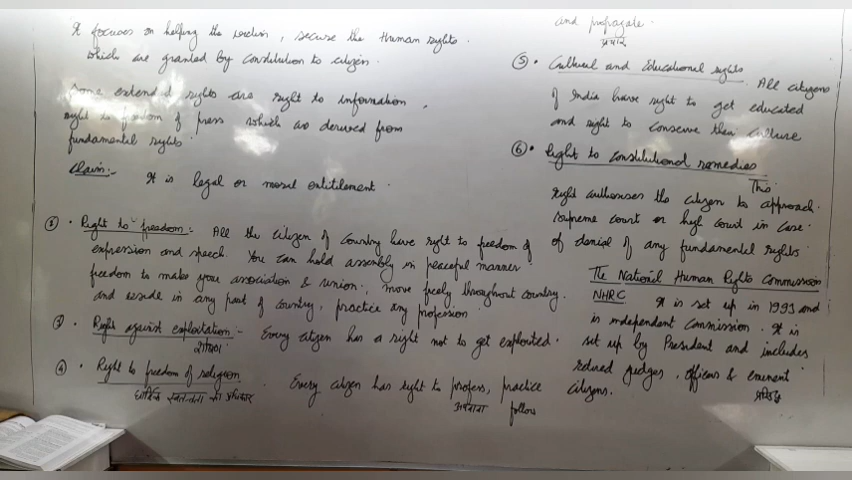 It focuses on helping the victim, secure the Human rights.
which are granted by constitution to citizen.
Some extend rights are right to information,
right to freedom of press which are derived from
fundamental rights.
Claim:- It is legal or moral entitlement.
② • Right to freedom:- All the citizen of country have right to freedom of
expression and speech. You can hold assembly in peaceful manner.
freedom to make your association & union, move freely throughout country.
and reside in any part of country, practice any profession.
③ • Right against exploitation:- Every citizen has a right not to get exploited.
शोषण
④ • Right to freedom of religion Every citizen has right to profess, practice
धार्मिक स्वतन्त्रता का अधिकार अपनाना follow
and propagate.
प्रचार
⑤ • Cultural and Educational rights All citizens
of India have right to get educated
and right to conserve their culture
⑥ • Right to constitutional remedies
This
right authorises the citizen to approach
supreme court or high court in case
of denial of any fundamental rights.
The National Human Rights Commission
NHRC It is set up in 1993 and
is independent commission. It is
set up by President and includes
retired judges, officers & eminent
citizens.